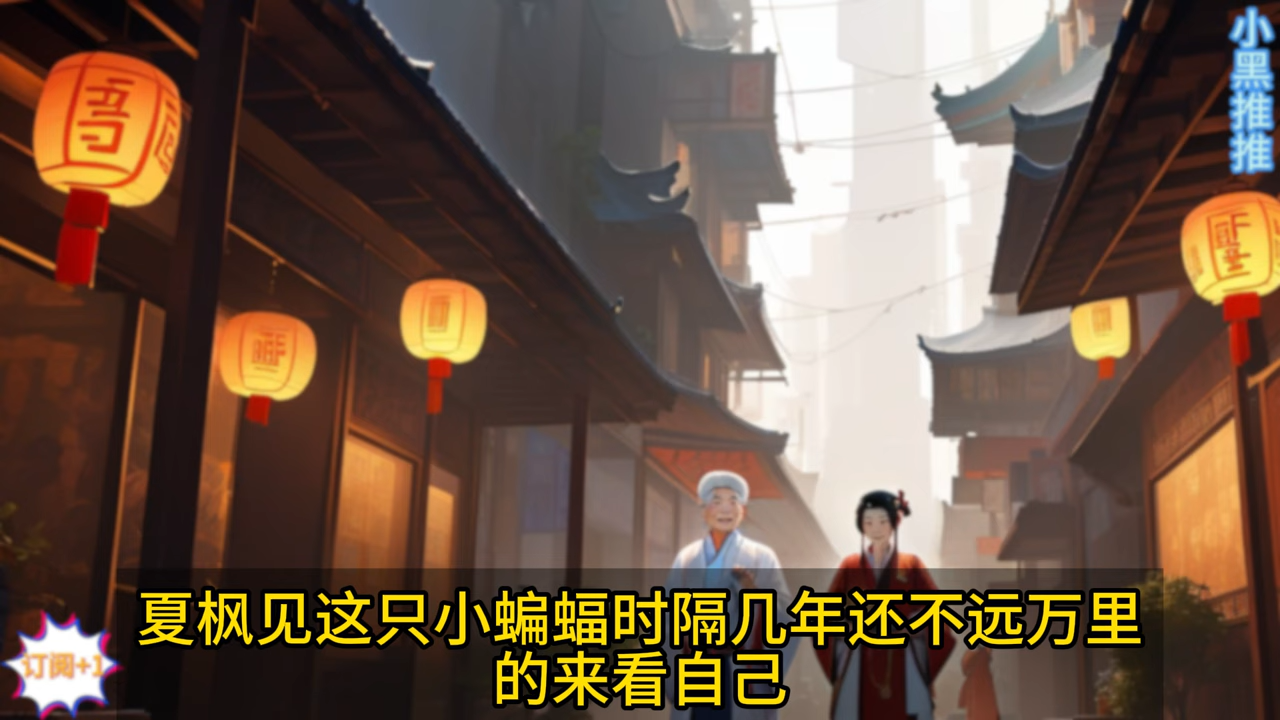 小黑推推
夏枫见这只小蝙蝠时隔几年还不远万里
的来看自己
订阅+1